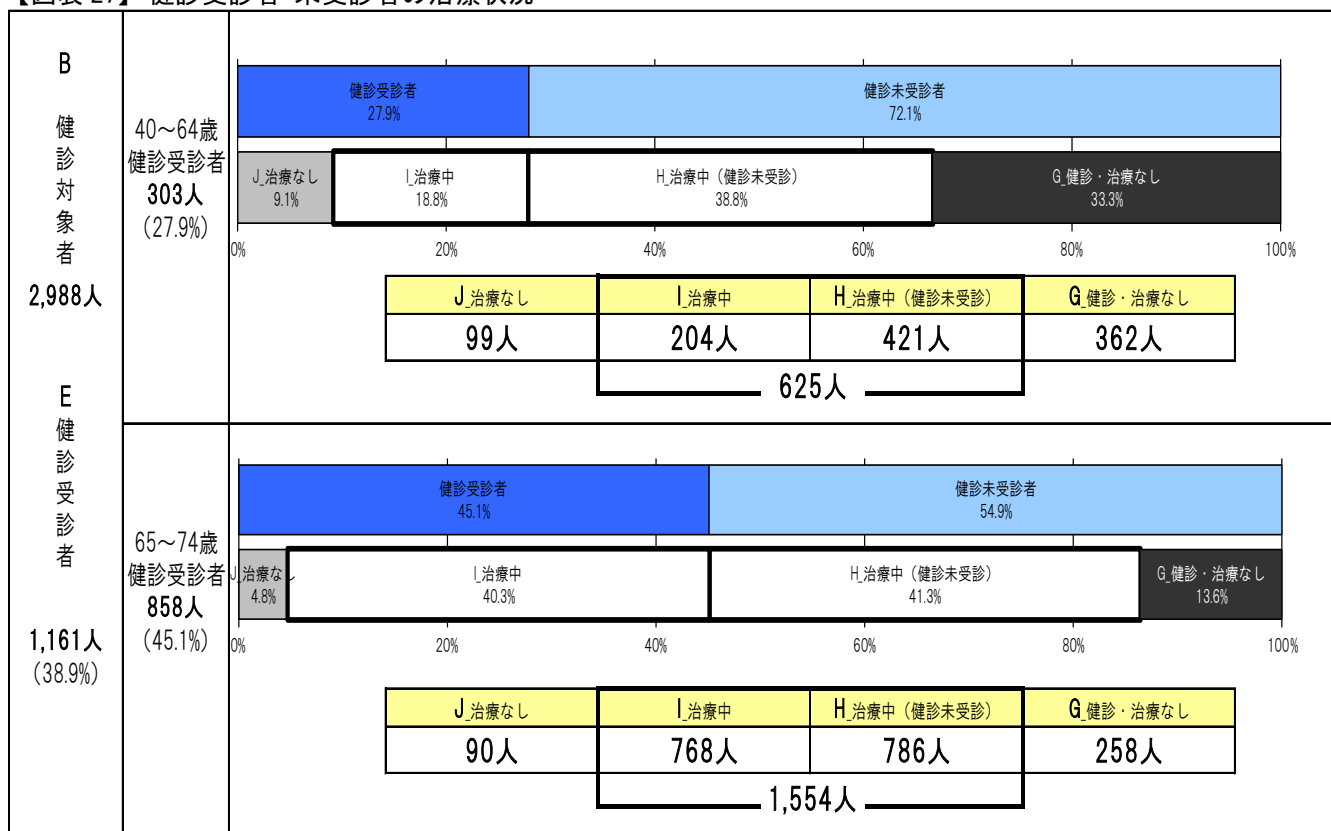 B
健診対象者
2,988人
E
健診受診者
1,161人
(38.9%)
40～64歳
健診受診者
303人
(27.9%)
健診受診者
27.9%
健診未受診者
72.1%
J_治療なし
9.1%
I_治療中
18.8%
H_治療中（健診未受診）
38.8%
G_健診・治療なし
33.3%
0% 20% 40% 60% 80% 100%
J_治療なし I_治療中 H_治療中（健診未受診） G_健診・治療なし
99人 204人 421人 362人
625人
65～74歳
健診受診者
858人
(45.1%)
健診受診者
45.1%
健診未受診者
54.9%
J_治療なし
4.8%
I_治療中
40.3%
H_治療中（健診未受診）
41.3%
G_健診・治療なし
13.6%
0% 20% 40% 60% 80% 100%
J_治療なし I_治療中 H_治療中（健診未受診） G_健診・治療なし
90人 768人 786人 258人
1,554人